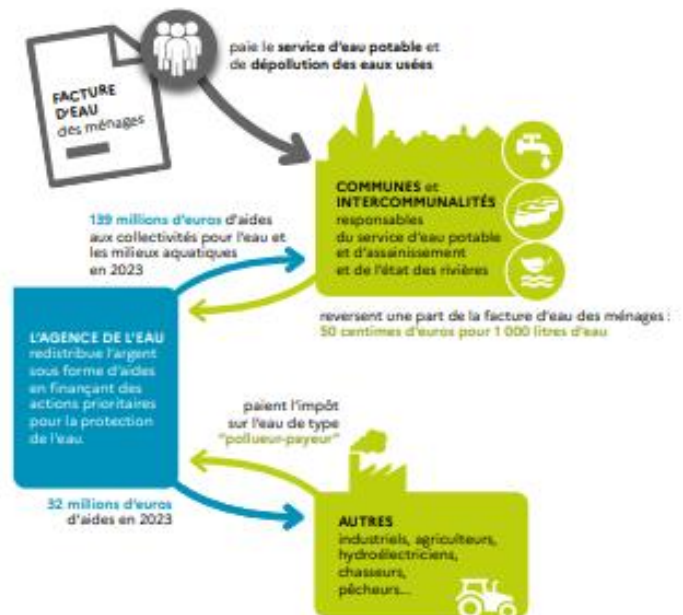 paie le service d'eau potable et
de dépollution des eaux usées
FACTURE
D'EAU
des ménages
COMMUNES et
INTERCOMMUNALITÉS
responsables
du service d'eau potable
et d'assainissement
et de l'état des rivières
139 millions d'euros d'aides
aux collectivités pour l'eau et
les milieux aquatiques
en 2023
reversent une part de la facture d'eau des ménages :
50 centimes d'euros pour 1 000 litres d'eau
L'AGENCE DE L'EAU
redistribue l'argent
sous forme d'aides
en finançant des
actions prioritaires
pour la protection
de l'eau.
paient l'impôt
sur l'eau de type
"pollueur-payeur"
32 millions d'euros
d'aides en 2023
AUTRES
industriels, agriculteurs,
hydroélectriciens,
chasseurs,
pêcheurs...